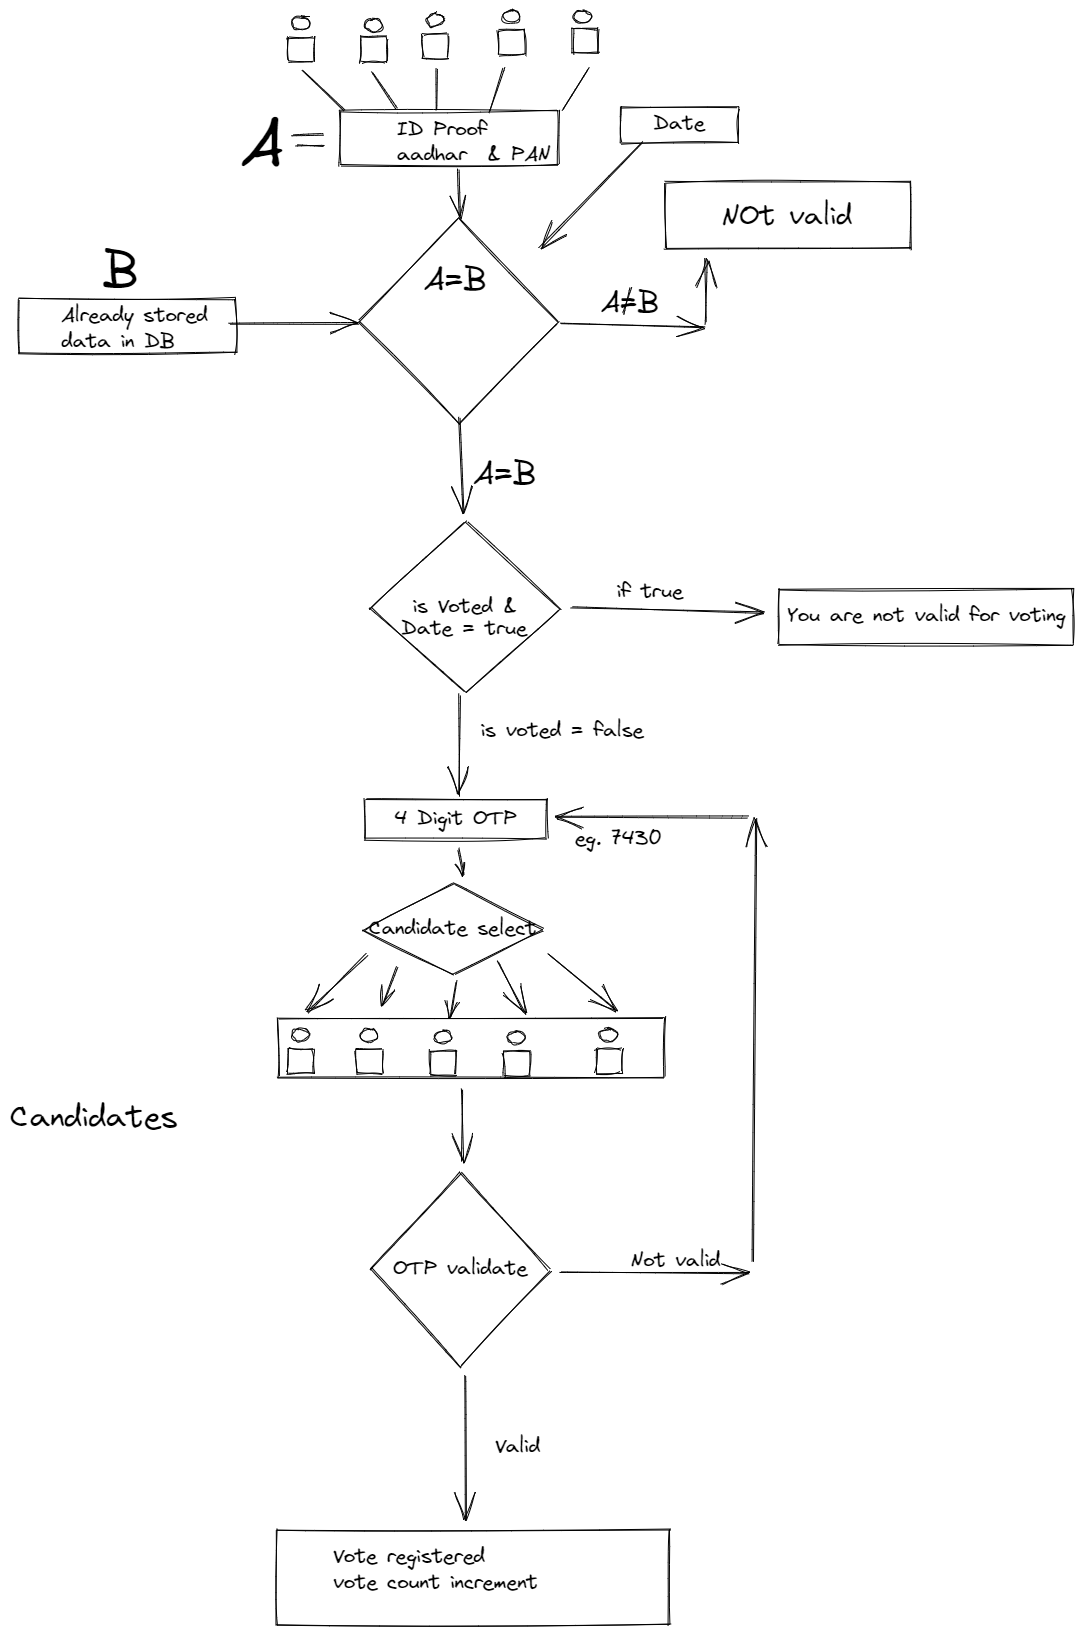 A =
ID Proof
aadhar & PAN
Date
NOt valid
B
Already stored
data in DB
A=B
A≠B
A=B
is Voted &
Date = true
if true
You are not valid for voting
is voted = false
4 Digit OTP
eg. 7430
Candidate select
Candidates
OTP validate
Not valid
Valid
Vote registered
vote count increment